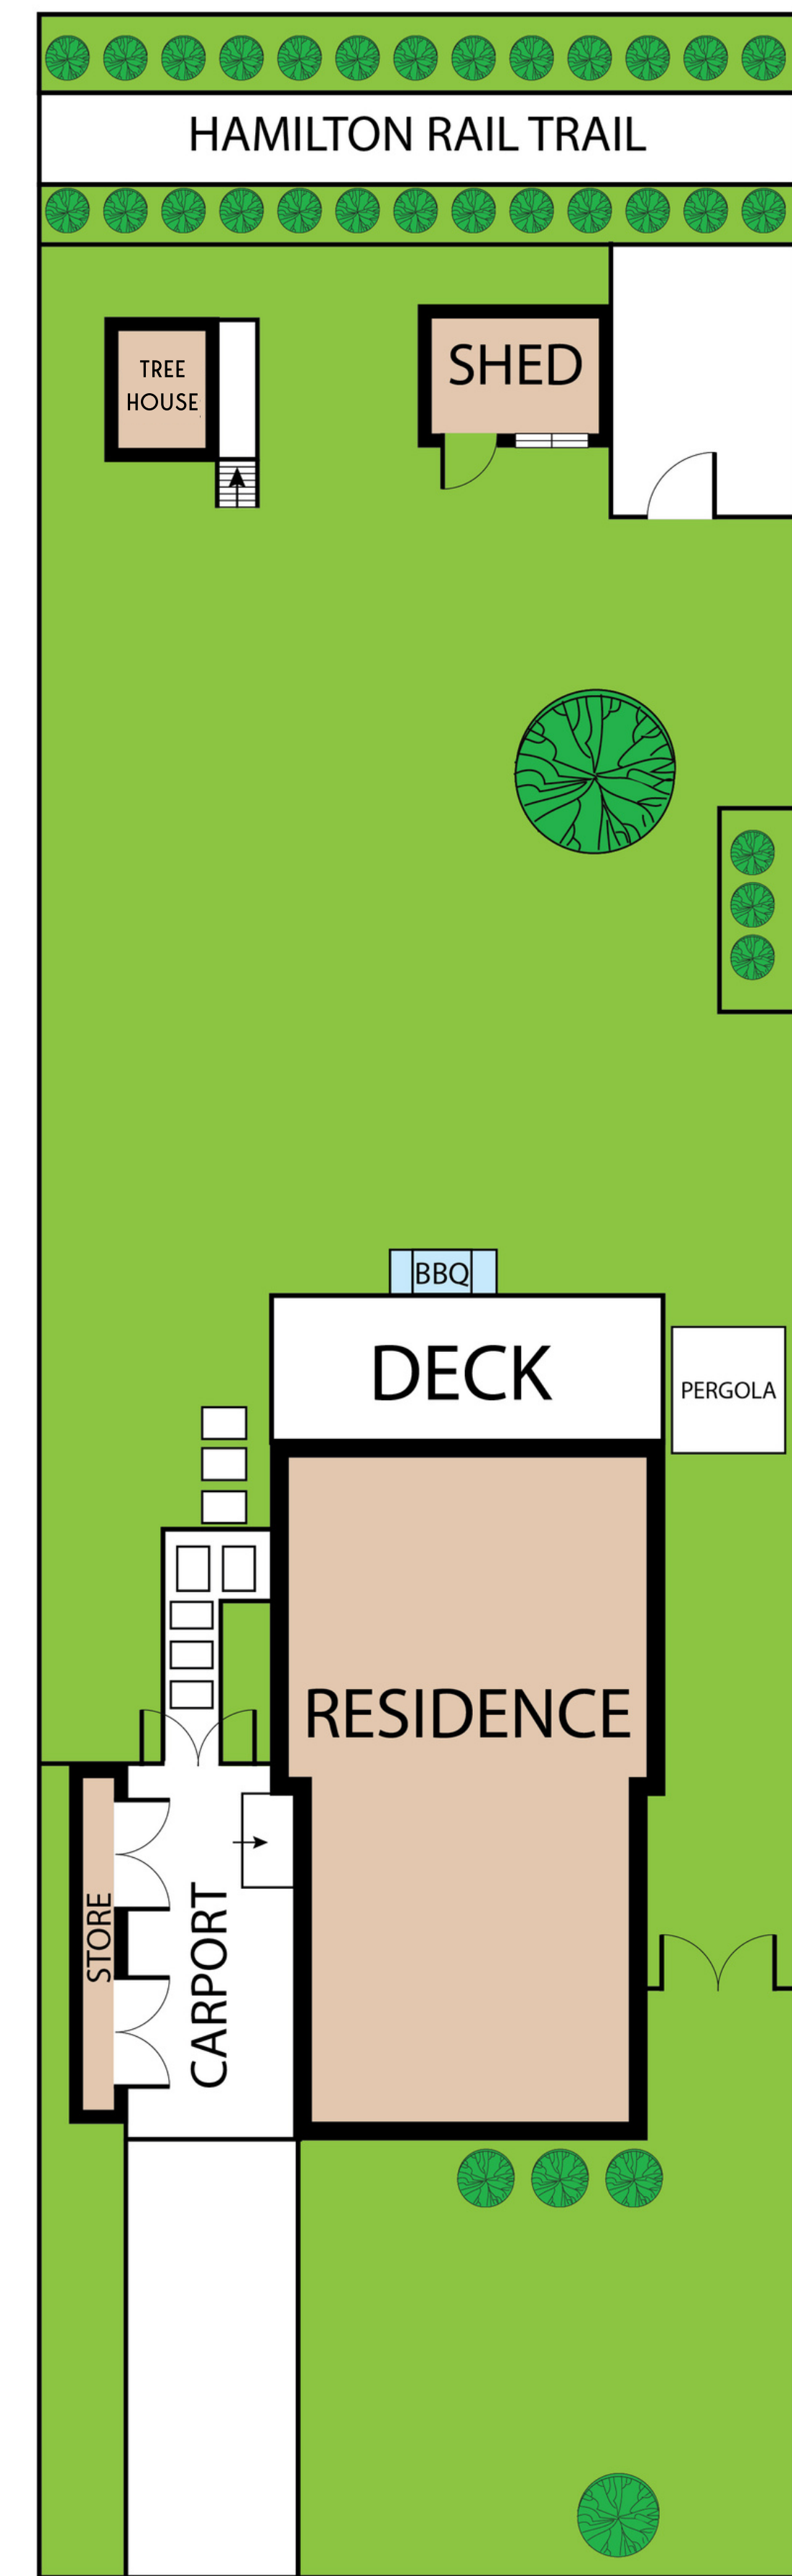 HAMILTON RAIL TRAIL
TREE
HOUSE
SHED
BBQ
DECK
PERGOLA
RESIDENCE
STORE
CARPORT